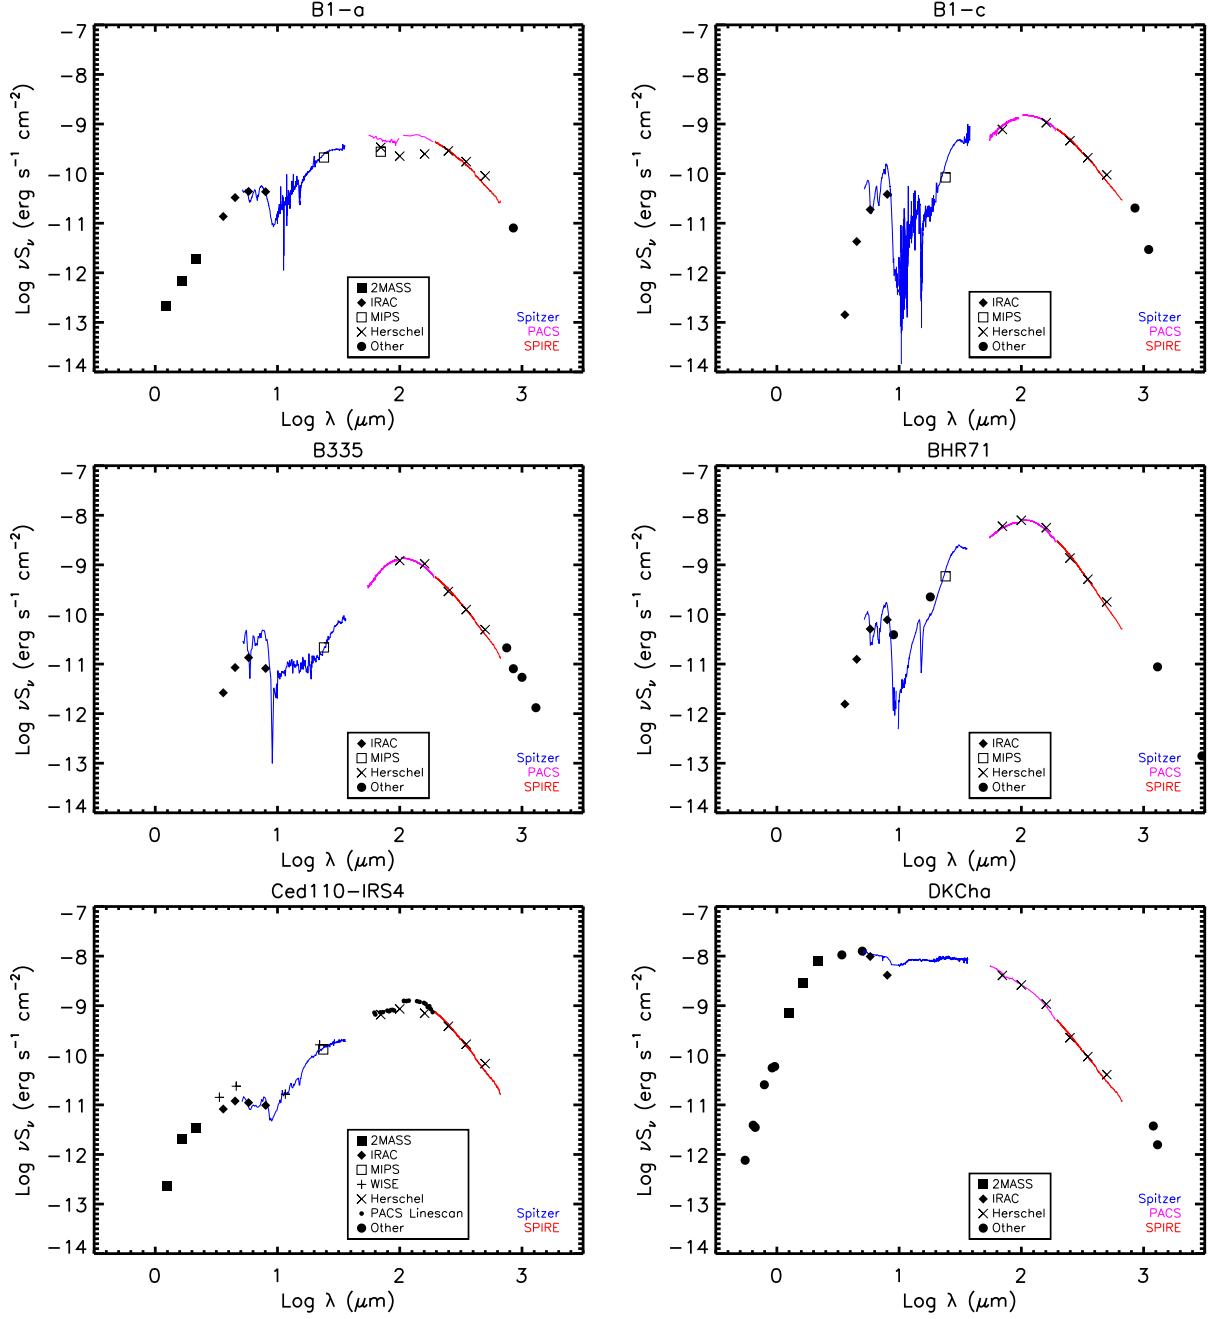 B1-a
Log νSν (erg s⁻¹ cm⁻²)
-7
-8
-9
-10
-11
-12
-13
-14
0 1 2 3
Log λ (μm)
2MASS
IRAC
MIPS
Herschel
Other
Spitzer
PACS
SPIRE
B1-c
Log νSν (erg s⁻¹ cm⁻²)
-7
-8
-9
-10
-11
-12
-13
-14
0 1 2 3
Log λ (μm)
IRAC
MIPS
Herschel
Other
Spitzer
PACS
SPIRE
B335
Log νSν (erg s⁻¹ cm⁻²)
-7
-8
-9
-10
-11
-12
-13
-14
0 1 2 3
Log λ (μm)
IRAC
MIPS
Herschel
Other
Spitzer
PACS
SPIRE
BHR71
Log νSν (erg s⁻¹ cm⁻²)
-7
-8
-9
-10
-11
-12
-13
-14
0 1 2 3
Log λ (μm)
IRAC
MIPS
Herschel
Other
Spitzer
PACS
SPIRE
Ced110-IRS4
Log νSν (erg s⁻¹ cm⁻²)
-7
-8
-9
-10
-11
-12
-13
-14
0 1 2 3
Log λ (μm)
2MASS
IRAC
MIPS
WISE
Herschel
PACS Linescan
Other
Spitzer
SPIRE
DKCha
Log νSν (erg s⁻¹ cm⁻²)
-7
-8
-9
-10
-11
-12
-13
-14
0 1 2 3
Log λ (μm)
2MASS
IRAC
Herschel
Other
Spitzer
PACS
SPIRE